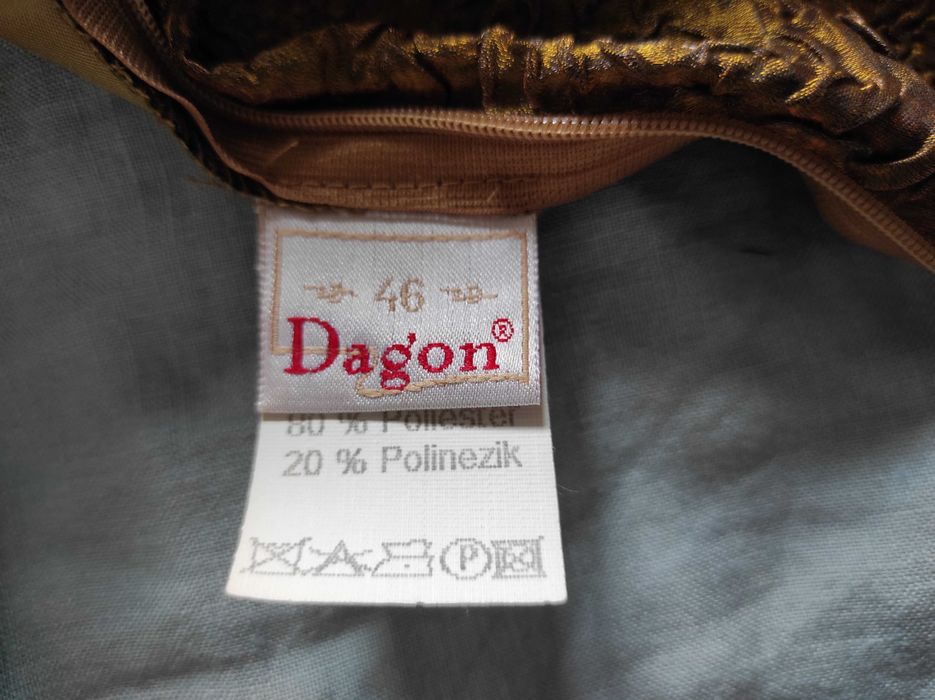 46
Dagon®
80 % Poliester
20 % Polinezik
P